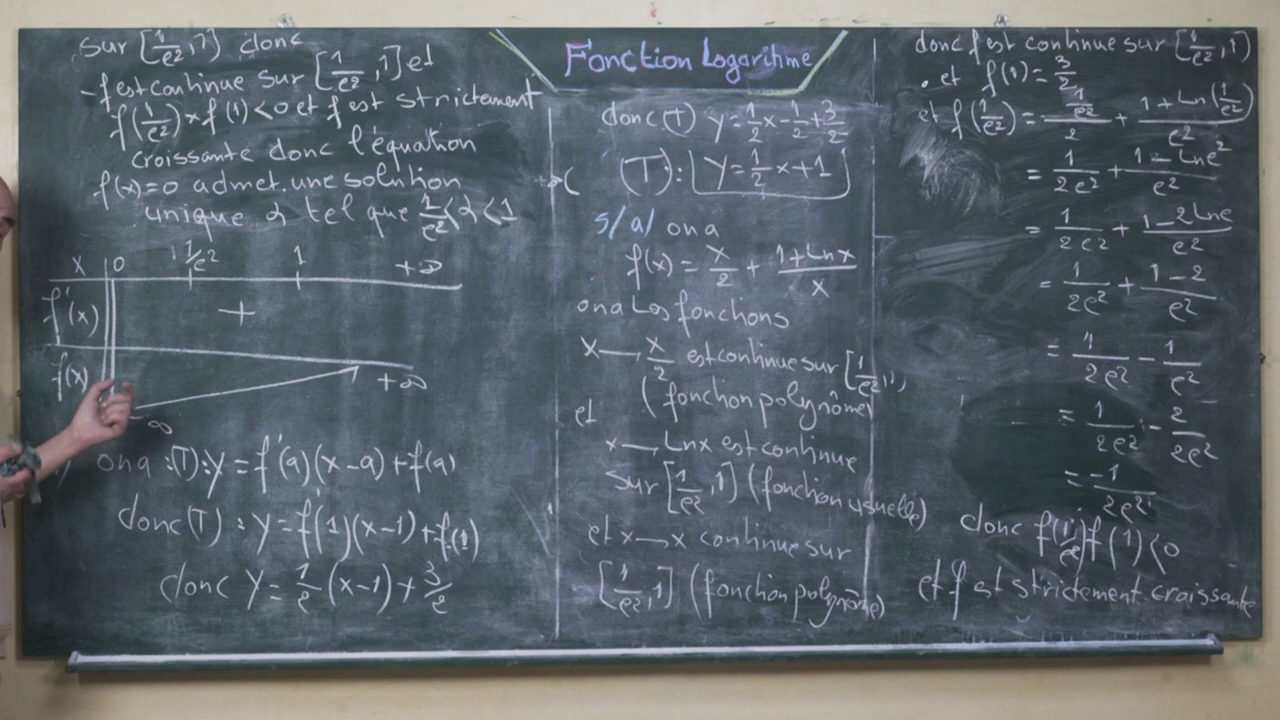 Fonction Logarithme
Sur [1/e², 1] donc
- f est continue sur [1/e², 1] et
f(1/e²) × f(1) < 0 et f est strictement
croissante donc l'équation
f(x) = 0 admet une solution
unique α tel que 1/e² < α < 1
x 0 1/e² 1 +∞
f'(x) +
f(x) -∞ +∞
on a : (T) : y = f'(a)(x-a) + f(a)
donc (T) : y = f'(1)(x-1) + f(1)
donc y = 1/2 (x-1) + 3/2
donc (T) y = 1/2 x - 1/2 + 3/2
(T) : y = 1/2 x + 1
5/a/ on a
f(x) = x/2 + (1+Ln x)/x
on a Les fonctions
x → x/2 est continue sur [1/e², 1]
(fonction polynôme)
et
x → Ln x est continue
Sur [1/e², 1] (fonction usuelle)
et x → x continue sur
[1/e², 1] (fonction polynôme)
donc f est continue sur [1/e², 1]
. et f(1) = 3/2
et f(1/e²) = (1/e²)/2 + (1+Ln(1/e²))/e²
= 1/2e² + (1-Ln e²)/e²
= 1/2e² + (1-2Ln e)/e²
= 1/2e² + (1-2)/e²
= 1/2e² - 1/e²
= 1/2e² - 2/2e²
= -1/2e²
donc f(1/e²) f(1) < 0
et f est strictement croissante